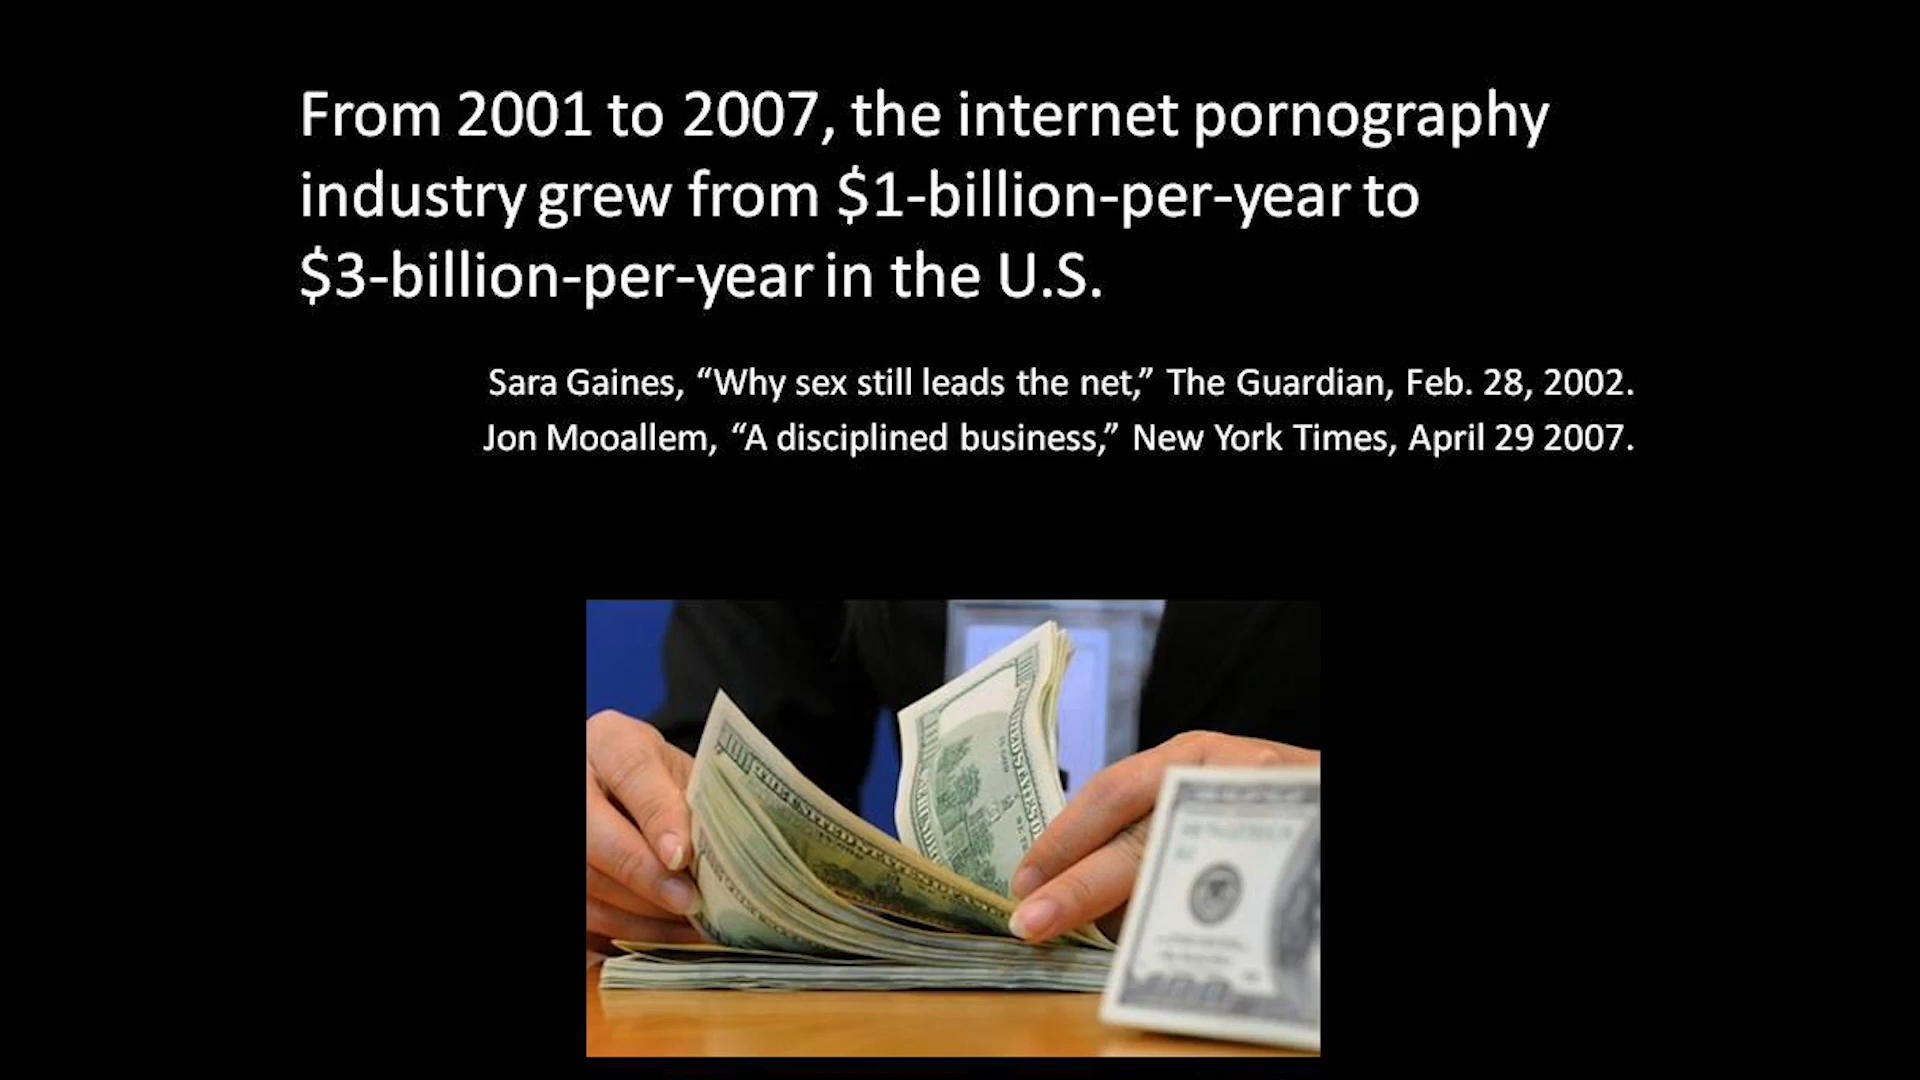 From 2001 to 2007, the internet pornography
industry grew from $1-billion-per-year to
$3-billion-per-year in the U.S.
Sara Gaines, “Why sex still leads the net,” The Guardian, Feb. 28, 2002.
Jon Mooallem, “A disciplined business,” New York Times, April 29 2007.